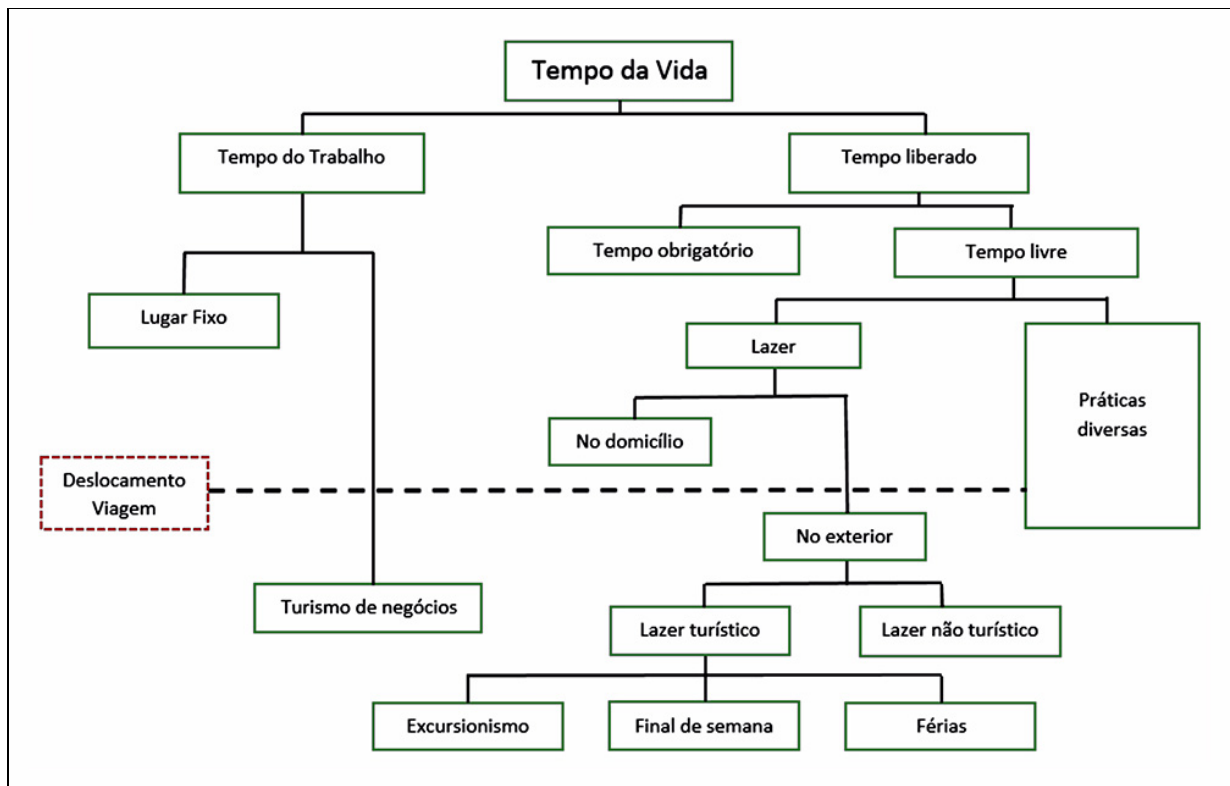 Tempo da Vida
Tempo do Trabalho
Tempo liberado
Tempo obrigatório
Tempo livre
Lugar Fixo
Lazer
Práticas
diversas
No domicílio
Deslocamento
Viagem
No exterior
Turismo de negócios
Lazer turístico
Lazer não turístico
Excursionismo
Final de semana
Férias